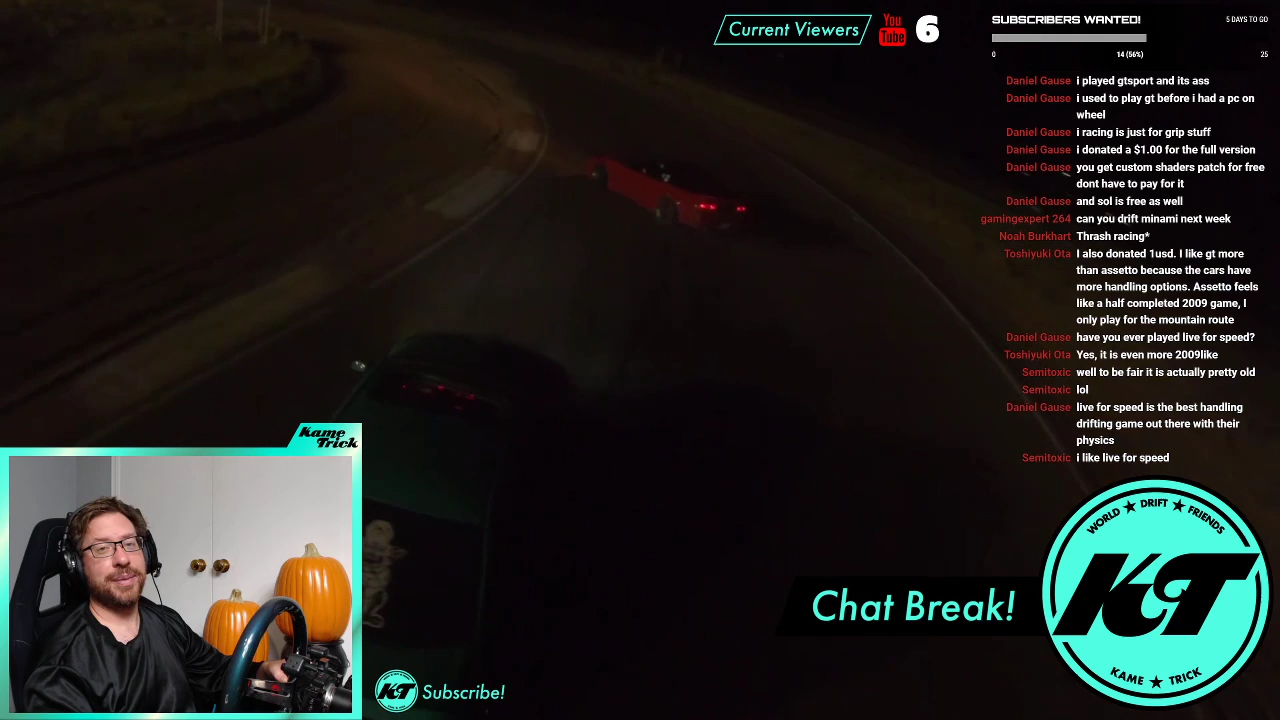 Current Viewers
You
Tube
6
SUBSCRIBERS WANTED!
5 DAYS TO GO
0
14 (56%)
25
Daniel Gause i played gtsport and its ass
Daniel Gause i used to play gt before i had a pc on
wheel
Daniel Gause i racing is just for grip stuff
Daniel Gause i donated a $1.00 for the full version
Daniel Gause you get custom shaders patch for free
dont have to pay for it
Daniel Gause and sol is free as well
gamingexpert 264 can you drift minami next week
Noah Burkhart Thrash racing*
Toshiyuki Ota I also donated 1usd. I like gt more
than assetto because the cars have
more handling options. Assetto feels
like a half completed 2009 game, I
only play for the mountain route
Daniel Gause have you ever played live for speed?
Toshiyuki Ota Yes, it is even more 2009like
Semitoxic well to be fair it is actually pretty old
Semitoxic lol
Daniel Gause live for speed is the best handling
drifting game out there with their
physics
Semitoxic i like live for speed
Kame
Trick
Chat Break!
WORLD ★ DRIFT ★ FRIENDS
KT
KAME ★ TRICK
KT
Subscribe!